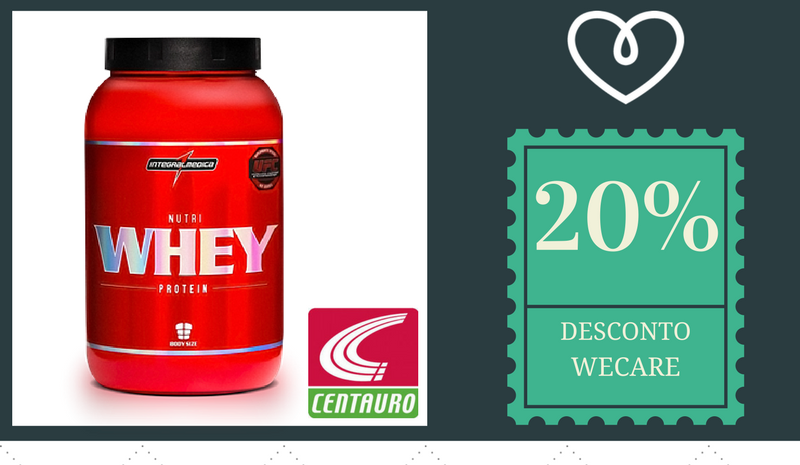 INTEGRALMEDICA
NUTRI
WHEY
PROTEIN
BODY SIZE
CENTAURO
20%
DESCONTO
WECARE